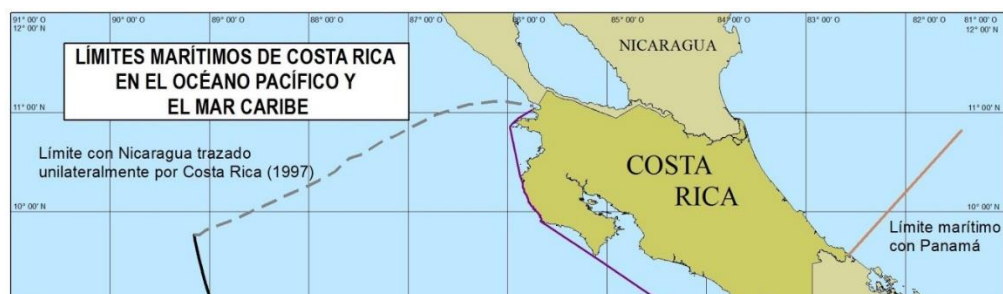 91° 00' O 90° 00' O 89° 00' O 88° 00' O 87° 00' O 86° 00' O 85° 00' O 84° 00' O 83° 00' O 82° 00' O 81° 00' O
12° 00' N 12° 00' N
LÍMITES MARÍTIMOS DE COSTA RICA
EN EL OCÉANO PACÍFICO Y
EL MAR CARIBE
NICARAGUA
11° 00' N 11° 00' N
Límite con Nicaragua trazado
unilateralmente por Costa Rica (1997)
COSTA
RICA
10° 00' N 10° 00' N
Límite marítimo
con Panamá